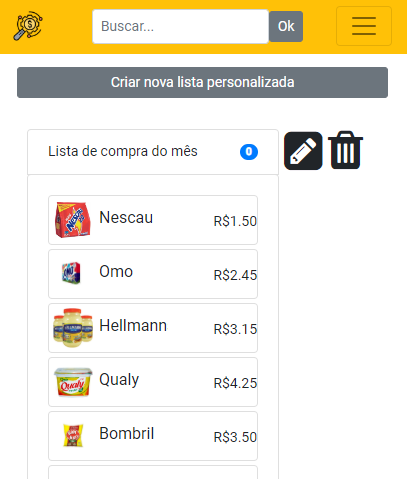 Buscar... Ok
Criar nova lista personalizada
Lista de compra do mês 0
Nescau R$1.50
Omo R$2.45
Hellmann R$3.15
Qualy R$4.25
Bombril R$3.50